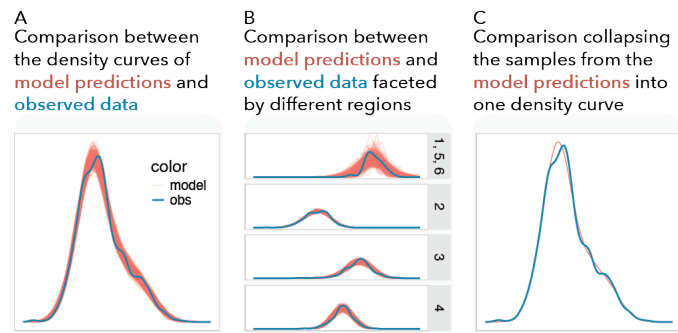 A
Comparison between
the density curves of
model predictions and
observed data
color
model
obs
B
Comparison between
model predictions and
observed data faceted
by different regions
1, 5, 6
2
3
4
C
Comparison collapsing
the samples from the
model predictions into
one density curve